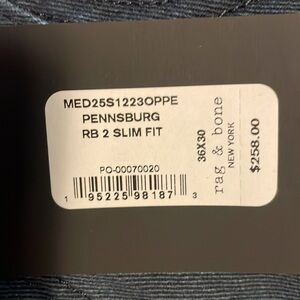 MED25S1223OPPE
PENNSBURG
RB 2 SLIM FIT
PO-00070020
1 95225 98187 3
36X30
rag & bone
NEW YORK
$258.00